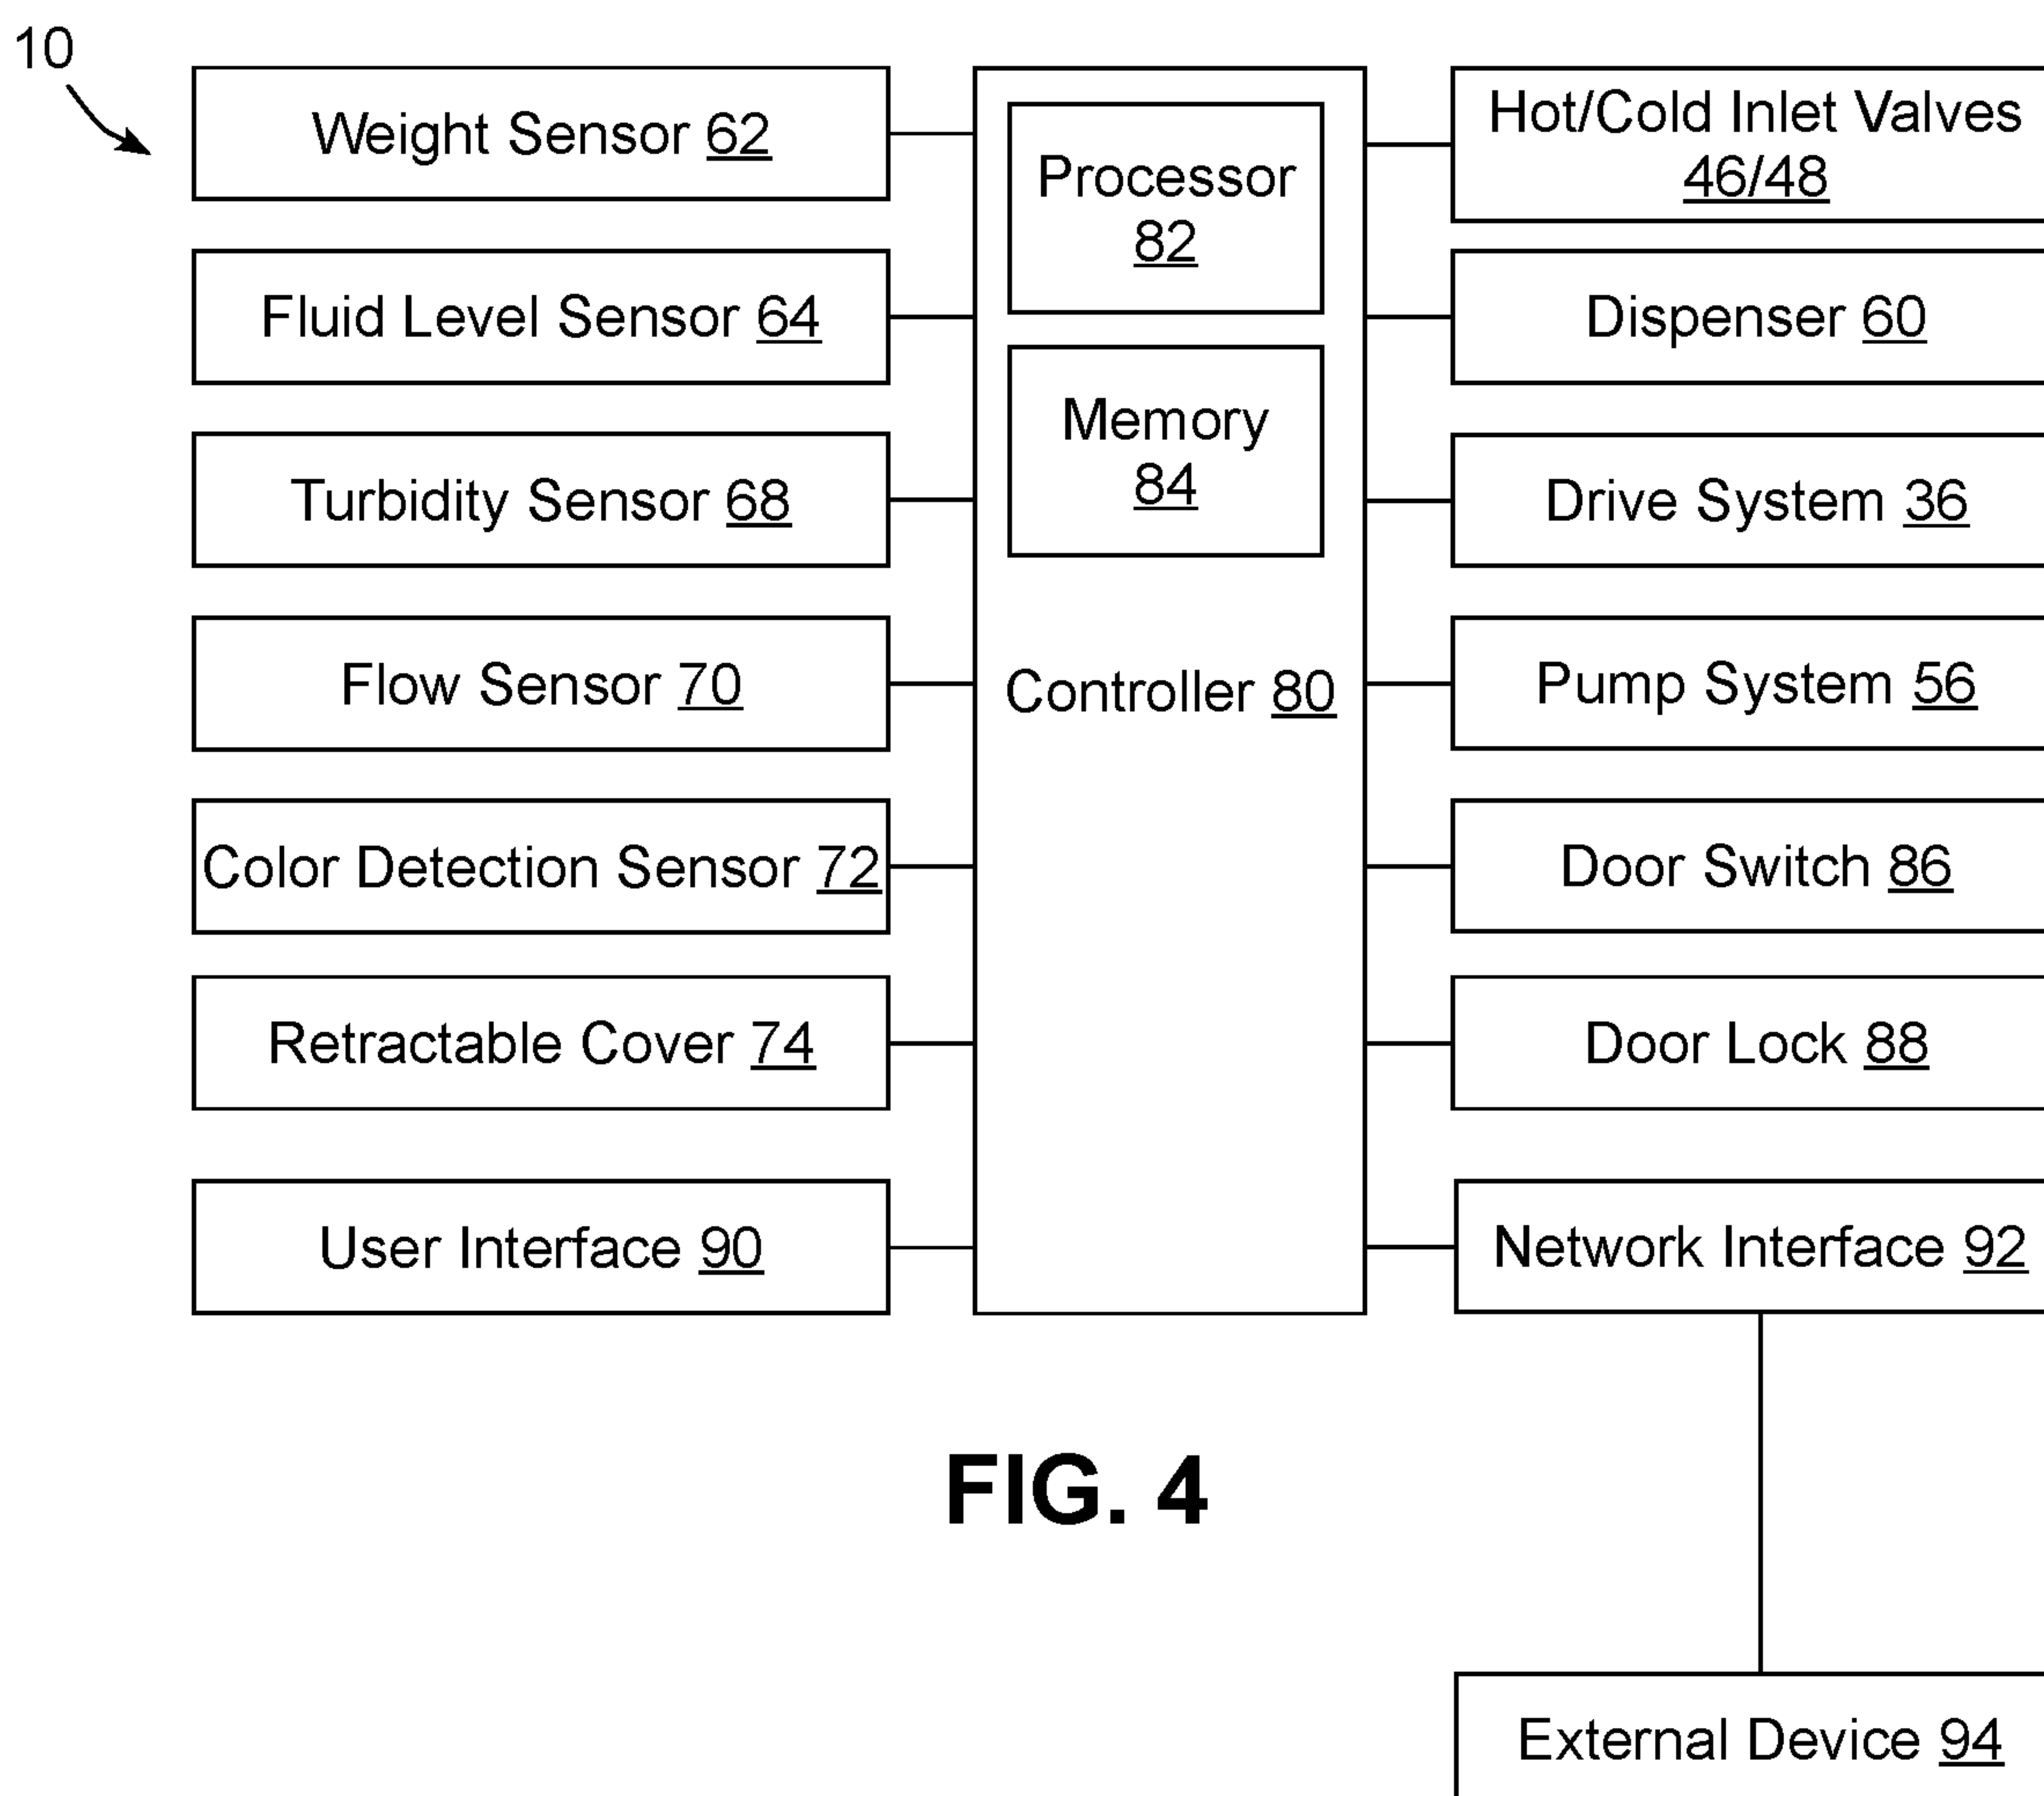 10
Weight Sensor 62
Fluid Level Sensor 64
Turbidity Sensor 68
Flow Sensor 70
Color Detection Sensor 72
Retractable Cover 74
User Interface 90
Processor
82
Memory
84
Controller 80
Hot/Cold Inlet Valves
46/48
Dispenser 60
Drive System 36
Pump System 56
Door Switch 86
Door Lock 88
Network Interface 92
External Device 94
FIG. 4